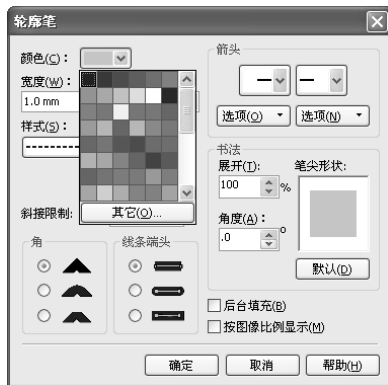 轮廓笔
颜色(C)：
宽度(W)：
1.0 mm
样式(S)：
斜接限制：
其它(O)...
角
线条端头
箭头
选项(O)
选项(N)
书法
展开(T)：
笔尖形状：
100
%
角度(A)：
.0
o
默认(D)
后台填充(B)
按图像比例显示(M)
确定
取消
帮助(H)